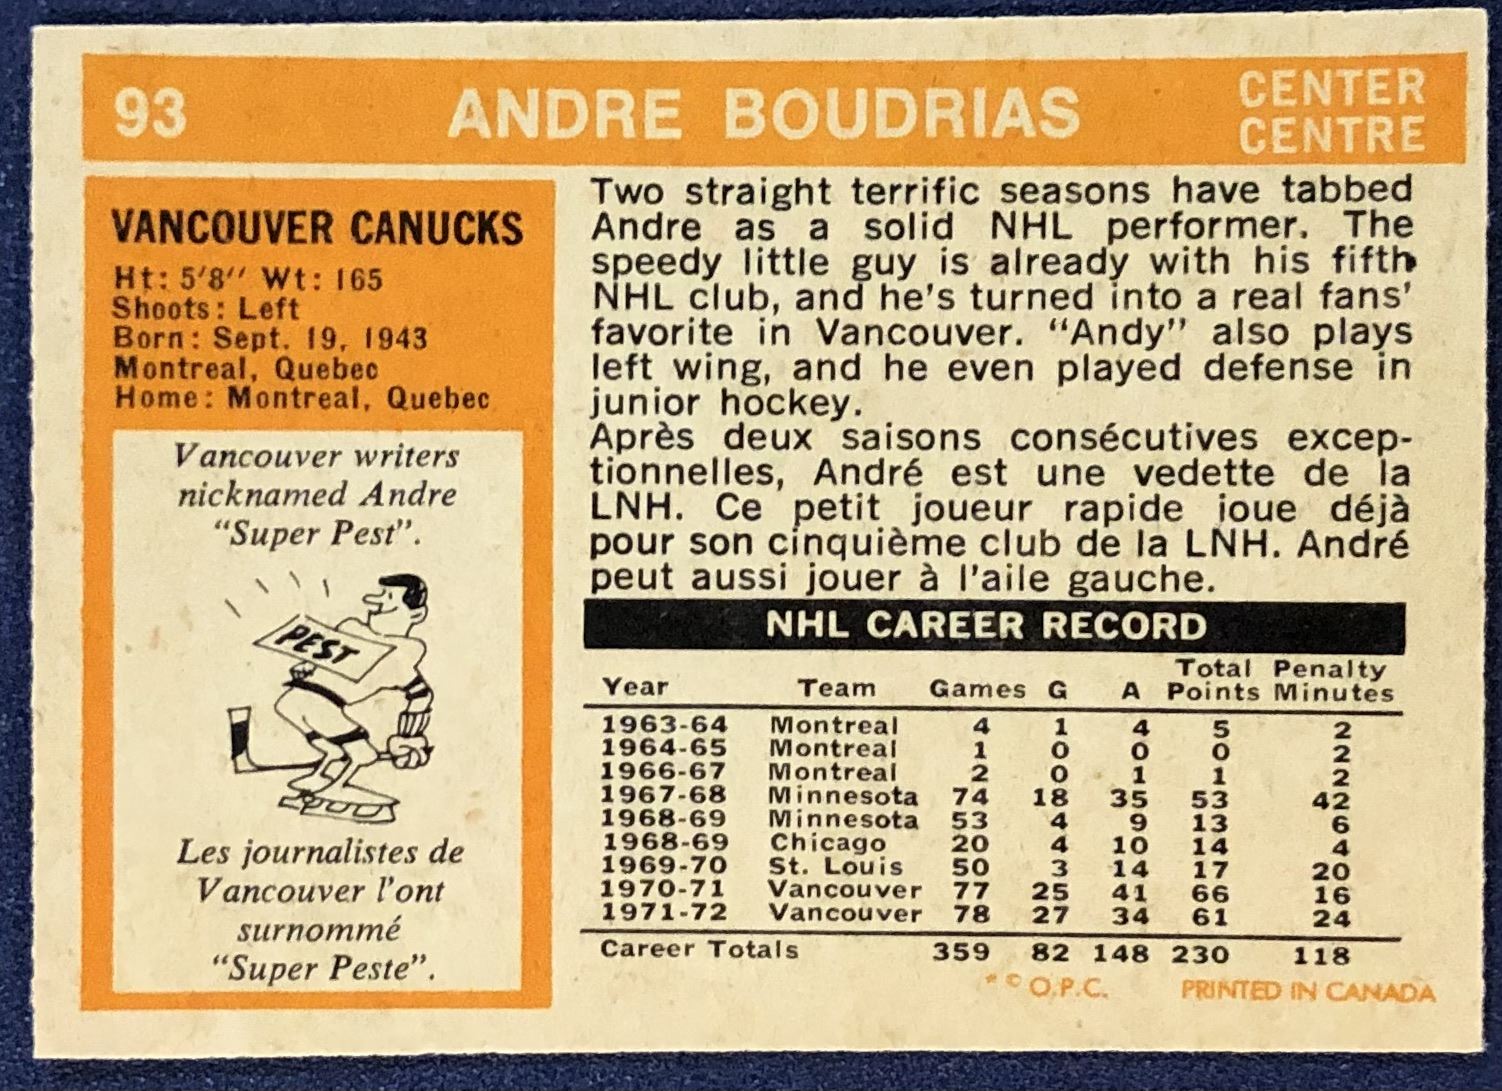 93 ANDRE BOUDRIAS CENTER
CENTRE
VANCOUVER CANUCKS
Ht: 5'8'' Wt: 165
Shoots: Left
Born: Sept. 19, 1943
Montreal, Quebec
Home: Montreal, Quebec
Vancouver writers
nicknamed Andre
"Super Pest".
PEST
Les journalistes de
Vancouver l'ont
surnommé
"Super Peste".
Two straight terrific seasons have tabbed
Andre as a solid NHL performer. The
speedy little guy is already with his fifth
NHL club, and he's turned into a real fans'
favorite in Vancouver. "Andy" also plays
left wing, and he even played defense in
junior hockey.
Après deux saisons consécutives excep-
tionnelles, André est une vedette de la
LNH. Ce petit joueur rapide joue déjà
pour son cinquième club de la LNH. André
peut aussi jouer à l'aile gauche.
NHL CAREER RECORD
Total Penalty
Year Team Games G A Points Minutes
1963-64 Montreal 4 1 4 5 2
1964-65 Montreal 1 0 0 0 2
1966-67 Montreal 2 0 1 1 2
1967-68 Minnesota 74 18 35 53 42
1968-69 Minnesota 53 4 9 13 6
1968-69 Chicago 20 4 10 14 4
1969-70 St. Louis 50 3 14 17 20
1970-71 Vancouver 77 25 41 66 16
1971-72 Vancouver 78 27 34 61 24
Career Totals 359 82 148 230 118
* © O.P.C. PRINTED IN CANADA